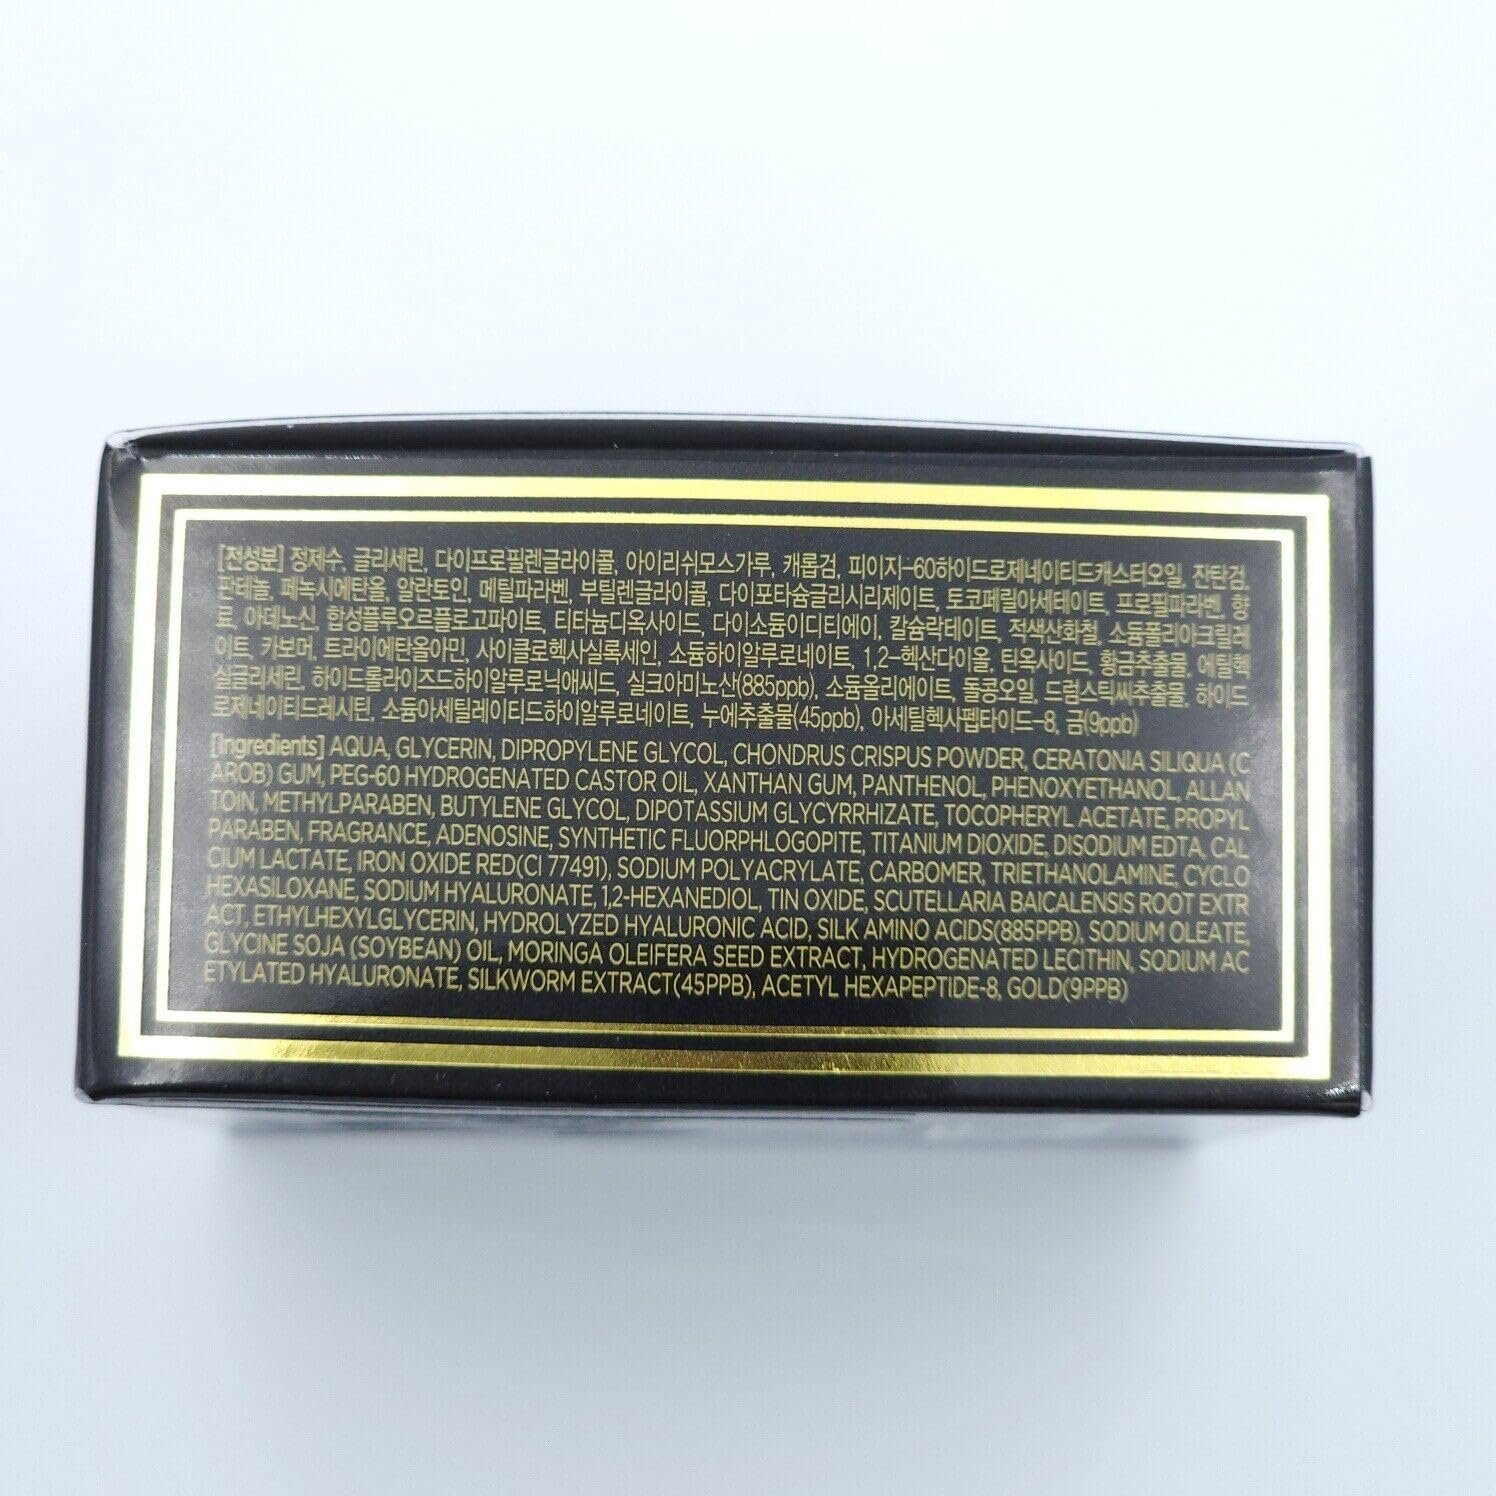 [전성분] 정제수, 글리세린, 다이프로필렌글라이콜, 아이리쉬모스가루, 캐롭검, 피이지-60하이드로제네이티드캐스터오일, 잔탄검,
판테놀, 페녹시에탄올, 알란토인, 메틸파라벤, 부틸렌글라이콜, 다이포타슘글리시리제이트, 토코페릴아세테이트, 프로필파라벤, 향
료, 아데노신, 합성플루오르플로고파이트, 티타늄디옥사이드, 다이소듐이디티에이, 칼슘락테이트, 적색산화철, 소듐폴리아크릴레
이트, 카보머, 트라이에탄올아민, 사이클로헥사실록세인, 소듐하이알루로네이트, 1,2-헥산다이올, 틴옥사이드, 황금추출물, 에틸헥
실글리세린, 하이드롤라이즈드하이알루로닉애씨드, 실크아미노산(885ppb), 소듐올리에이트, 돌콩오일, 드럼스틱씨추출물, 하이드
로제네이티드레시틴, 소듐아세틸레이티드하이알루로네이트, 누에추출물(45ppb), 아세틸헥사펩타이드-8, 금(9ppb)
[Ingredients] AQUA, GLYCERIN, DIPROPYLENE GLYCOL, CHONDRUS CRISPUS POWDER, CERATONIA SILIQUA (C
AROB) GUM, PEG-60 HYDROGENATED CASTOR OIL, XANTHAN GUM, PANTHENOL, PHENOXYETHANOL, ALLAN
TOIN, METHYLPARABEN, BUTYLENE GLYCOL, DIPOTASSIUM GLYCYRRHIZATE, TOCOPHERYL ACETATE, PROPYL
PARABEN, FRAGRANCE, ADENOSINE, SYNTHETIC FLUORPHLOGOPITE, TITANIUM DIOXIDE, DISODIUM EDTA, CAL
CIUM LACTATE, IRON OXIDE RED(CI 77491), SODIUM POLYACRYLATE, CARBOMER, TRIETHANOLAMINE, CYCLO
HEXASILOXANE, SODIUM HYALURONATE, 1,2-HEXANEDIOL, TIN OXIDE, SCUTELLARIA BAICALENSIS ROOT EXTR
ACT, ETHYLHEXYLGLYCERIN, HYDROLYZED HYALURONIC ACID, SILK AMINO ACIDS(885PPB), SODIUM OLEATE,
GLYCINE SOJA (SOYBEAN) OIL, MORINGA OLEIFERA SEED EXTRACT, HYDROGENATED LECITHIN, SODIUM AC
ETYLATED HYALURONATE, SILKWORM EXTRACT(45PPB), ACETYL HEXAPEPTIDE-8, GOLD(9PPB)